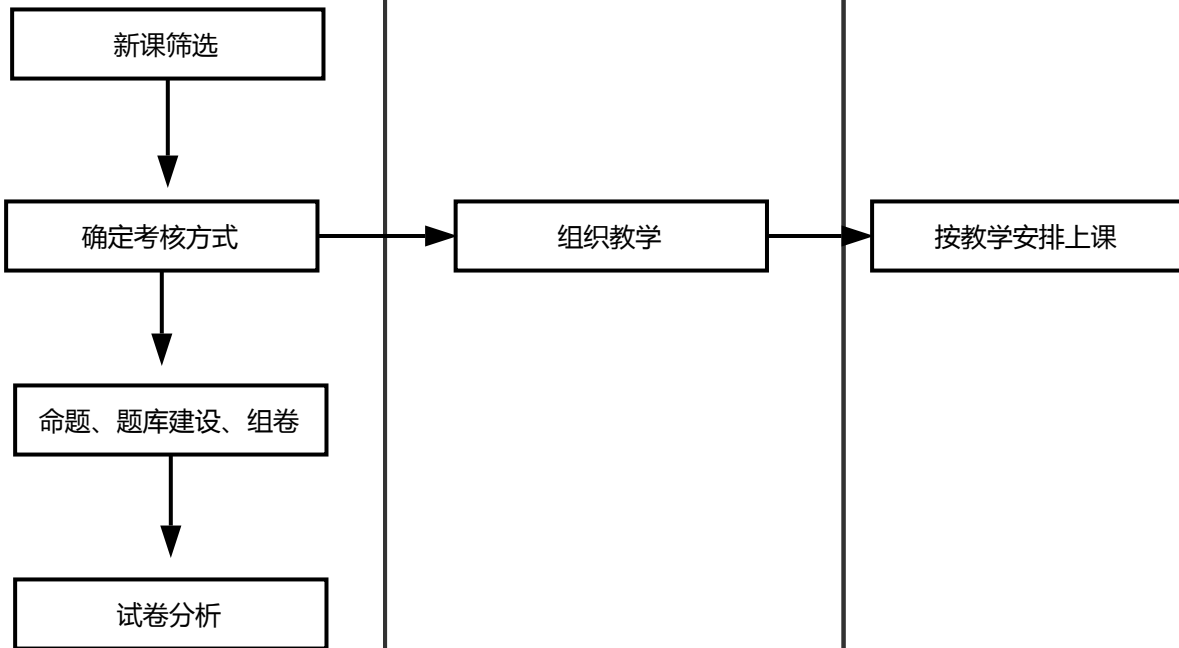 新课筛选
确定考核方式
组织教学
按教学安排上课
命题、题库建设、组卷
试卷分析